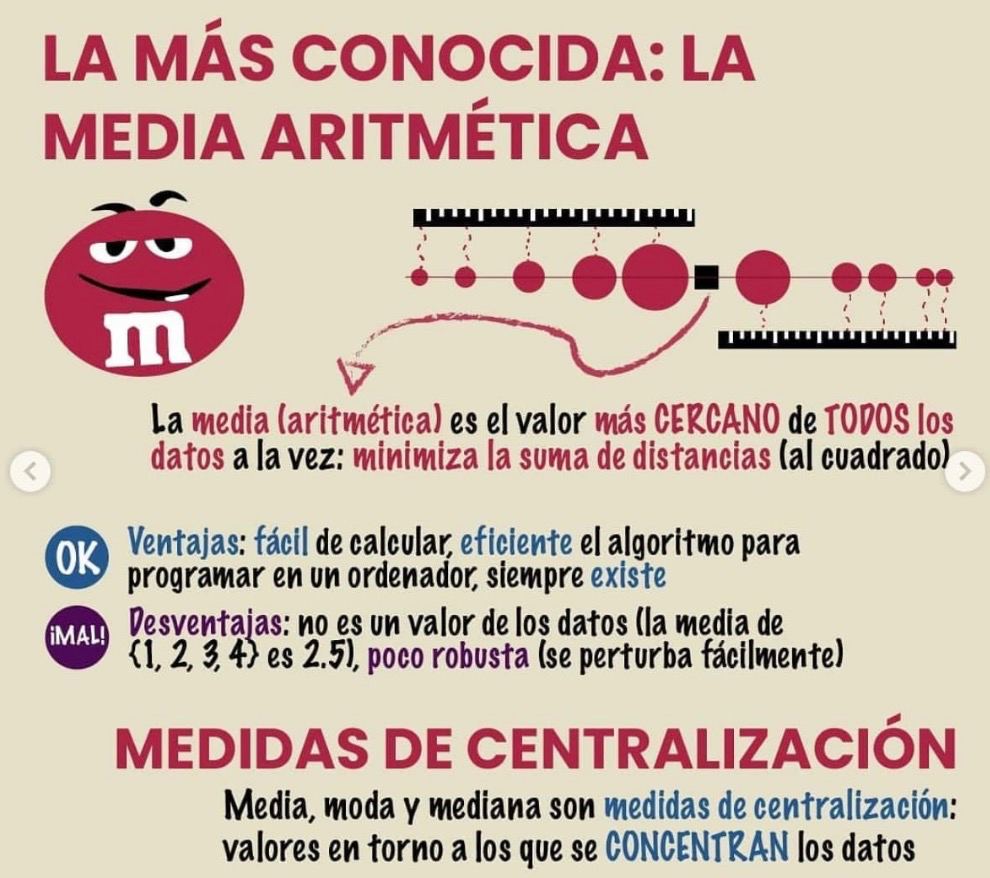 LA MÁS CONOCIDA: LA
MEDIA ARITMÉTICA
m
La media (aritmética) es el valor más CERCANO de TODOS los
datos a la vez: minimiza la suma de distancias (al cuadrado)
OK
Ventajas: fácil de calcular, eficiente el algoritmo para
programar en un ordenador, siempre existe
¡MAL!
Desventajas: no es un valor de los datos (la media de
{1, 2, 3, 4} es 2.5), poco robusta (se perturba fácilmente)
MEDIDAS DE CENTRALIZACIÓN
Media, moda y mediana son medidas de centralización:
valores en torno a los que se CONCENTRAN los datos